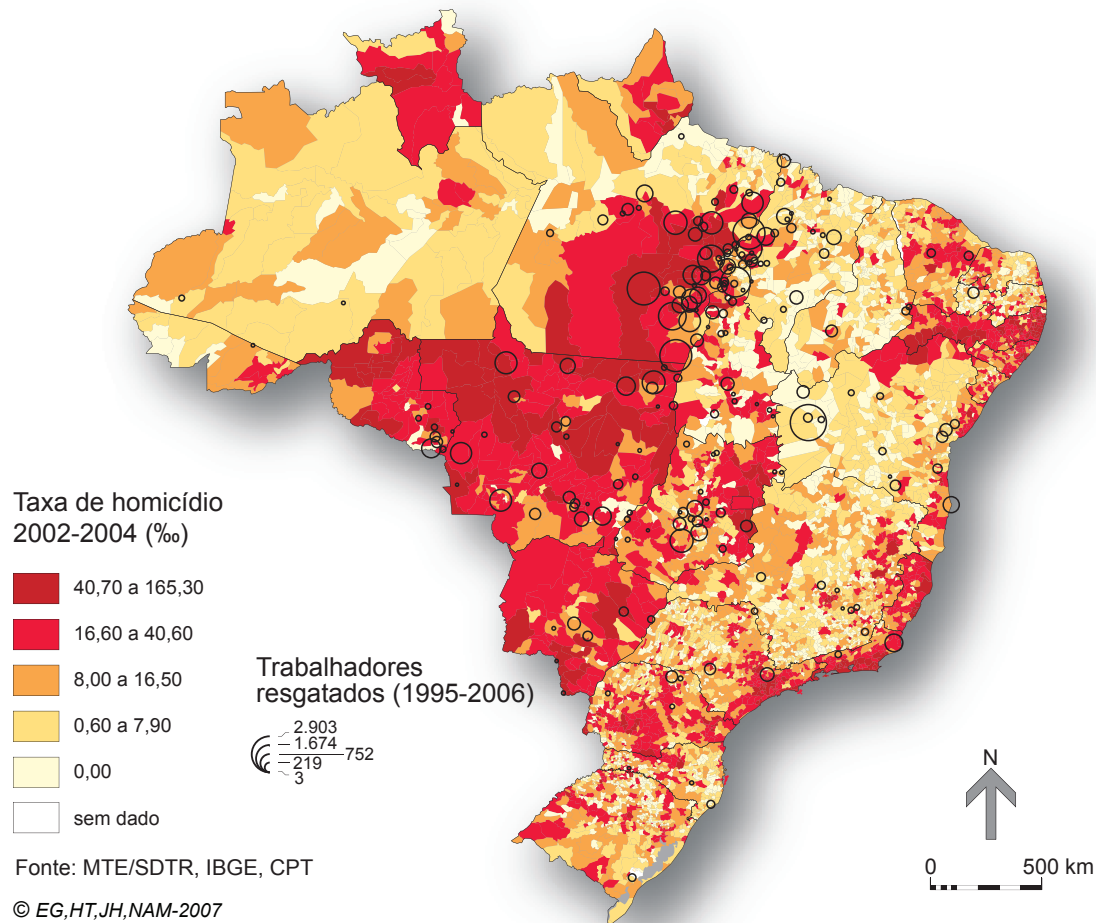 Taxa de homicídio
2002-2004 (‰)
40,70 a 165,30
16,60 a 40,60
8,00 a 16,50
0,60 a 7,90
0,00
sem dado
Trabalhadores
resgatados (1995-2006)
2.903
1.674
752
219
3
Fonte: MTE/SDTR, IBGE, CPT
© EG,HT,JH,NAM-2007
N
0 500 km